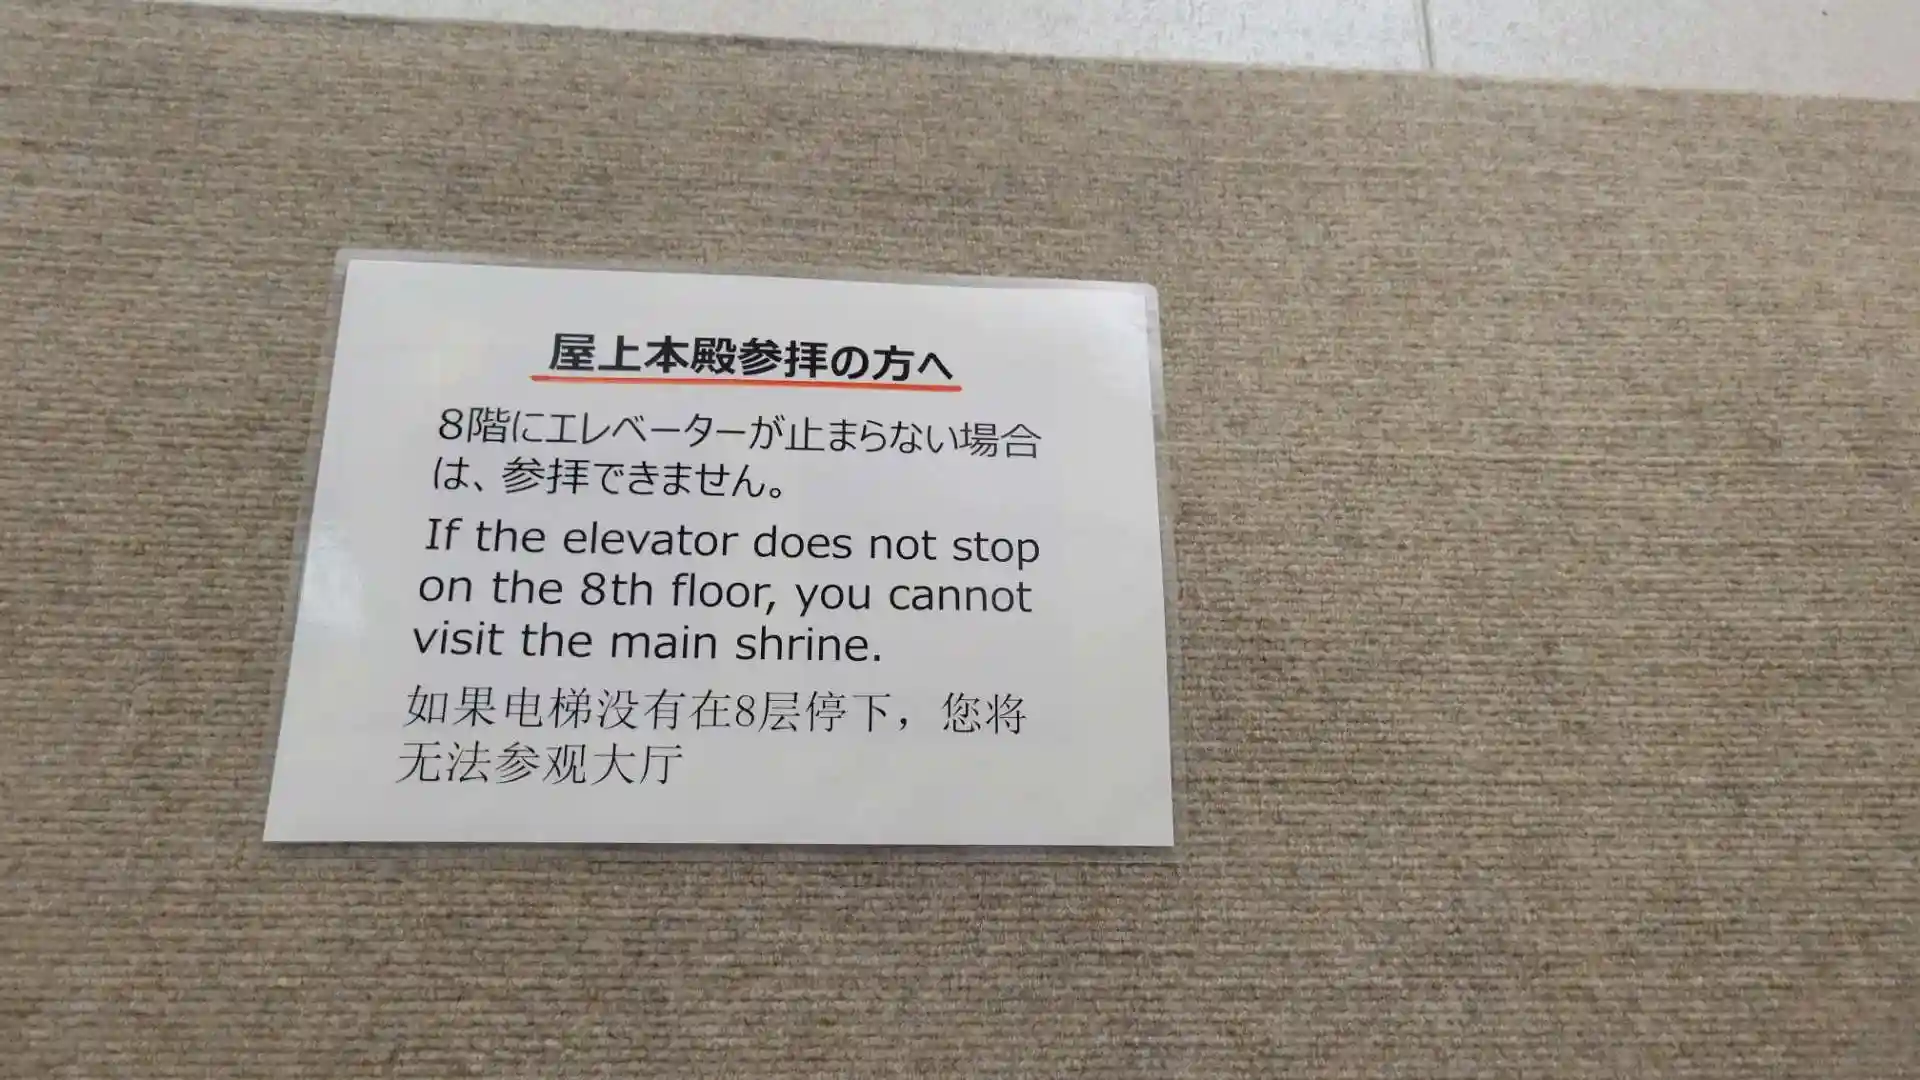 屋上本殿参拝の方へ
8階にエレベーターが止まらない場合
は、参拝できません。
If the elevator does not stop
on the 8th floor, you cannot
visit the main shrine.
如果电梯没有在8层停下，您将
无法参观大厅